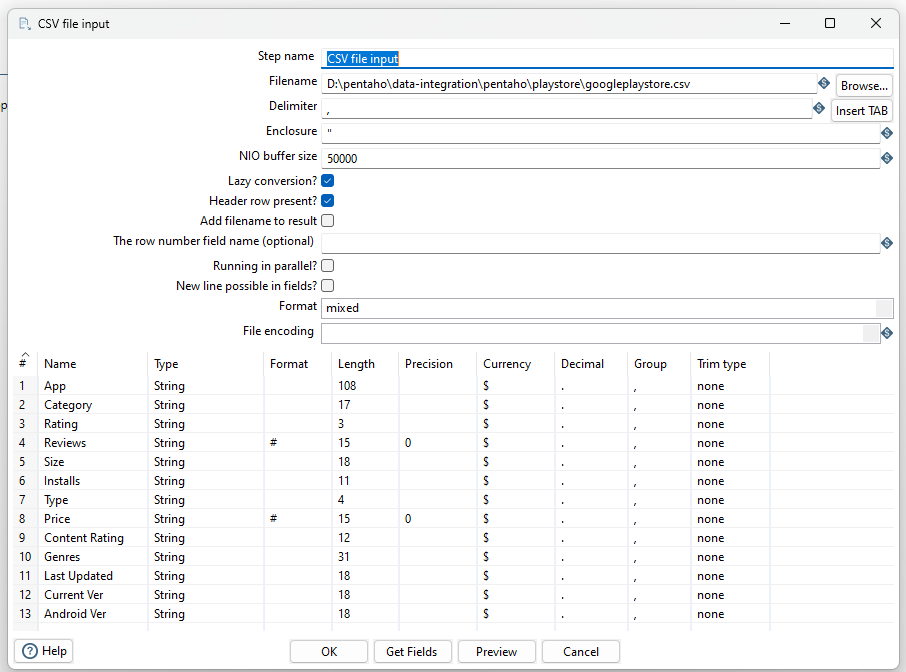 CSV file input
Step name CSV file input
Filename D:\pentaho\data-integration\pentaho\playstore\googleplaystore.csv Browse...
Delimiter , Insert TAB
Enclosure "
NIO buffer size 50000
Lazy conversion?
Header row present?
Add filename to result
The row number field name (optional)
Running in parallel?
New line possible in fields?
Format mixed
File encoding
# Name Type Format Length Precision Currency Decimal Group Trim type
1 App String 108 $ . , none
2 Category String 17 $ . , none
3 Rating String 3 $ . , none
4 Reviews String # 15 0 $ . , none
5 Size String 18 $ . , none
6 Installs String 11 $ . , none
7 Type String 4 $ . , none
8 Price String # 15 0 $ . , none
9 Content Rating String 12 $ . , none
10 Genres String 31 $ . , none
11 Last Updated String 18 $ . , none
12 Current Ver String 18 $ . , none
13 Android Ver String 18 $ . , none
? Help OK Get Fields Preview Cancel